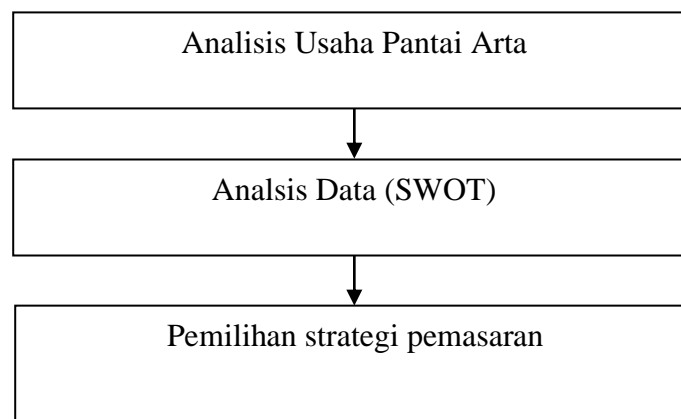 Analisis Usaha Pantai Arta
Analsis Data (SWOT)
Pemilihan strategi pemasaran